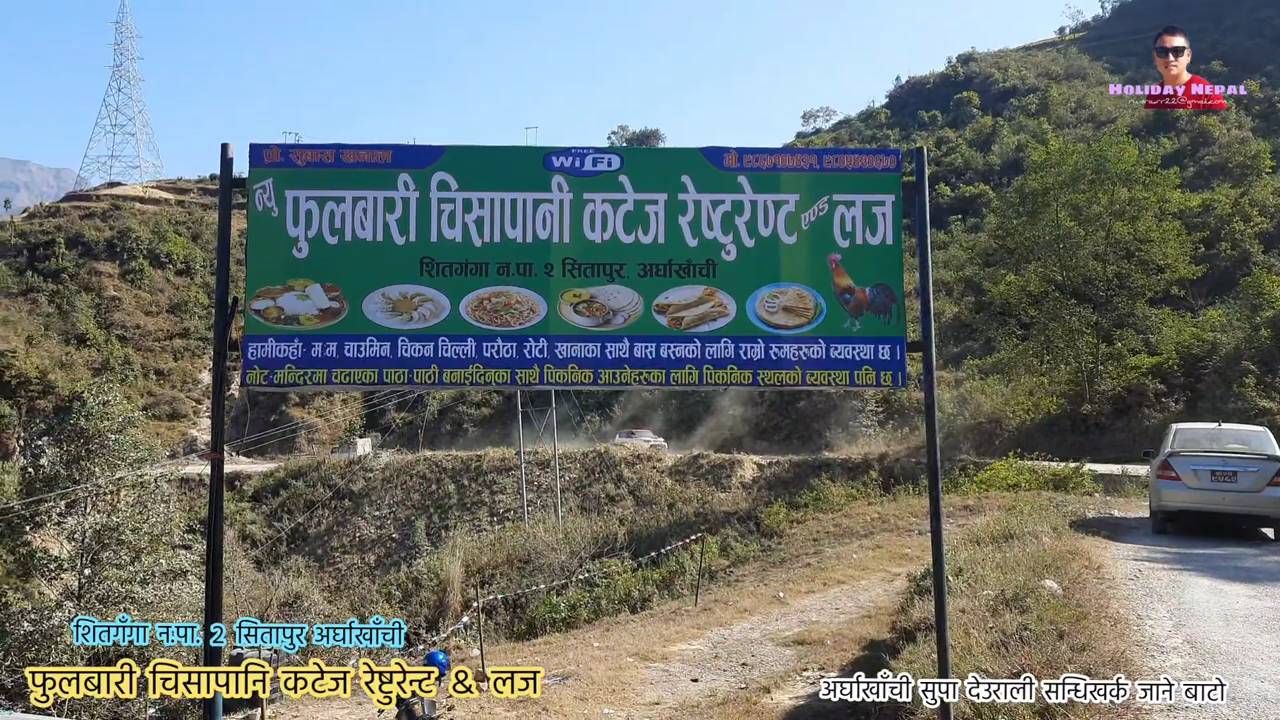 Holiday Nepal
प्रो. सुवास खनाल
FREE
WiFi
न्यु फुलबारी चिसापानी कटेज रेष्टुरेण्ट एण्ड लज
शितगंगा न.पा. २ सितापुर, अर्घाखाँची
हामीकहाँ- म:म, चाउमिन, चिकन चिल्ली, परौठा, रोटी, खानाका साथै बास बस्नको लागि राम्रो रुमहरुको ब्यवस्था छ ।
नोट-मन्दिरमा चढाएका पाठा-पाठी बनाईदिनुका साथै पिकनिक आउनेहरुका लागि पिकनिक स्थलको ब्यवस्था पनि छ ।
शितगँगा न.पा. 2 सितापुर अर्घाखाँची
फुलबारी चिसापानि कटेज रेष्टुरेन्ट & लज
अर्घाखाँची सुपा देउराली सन्धिखर्क जाने बाटो